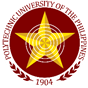 POLYTECHNIC UNIVERSITY OF THE PHILIPPINES
1904